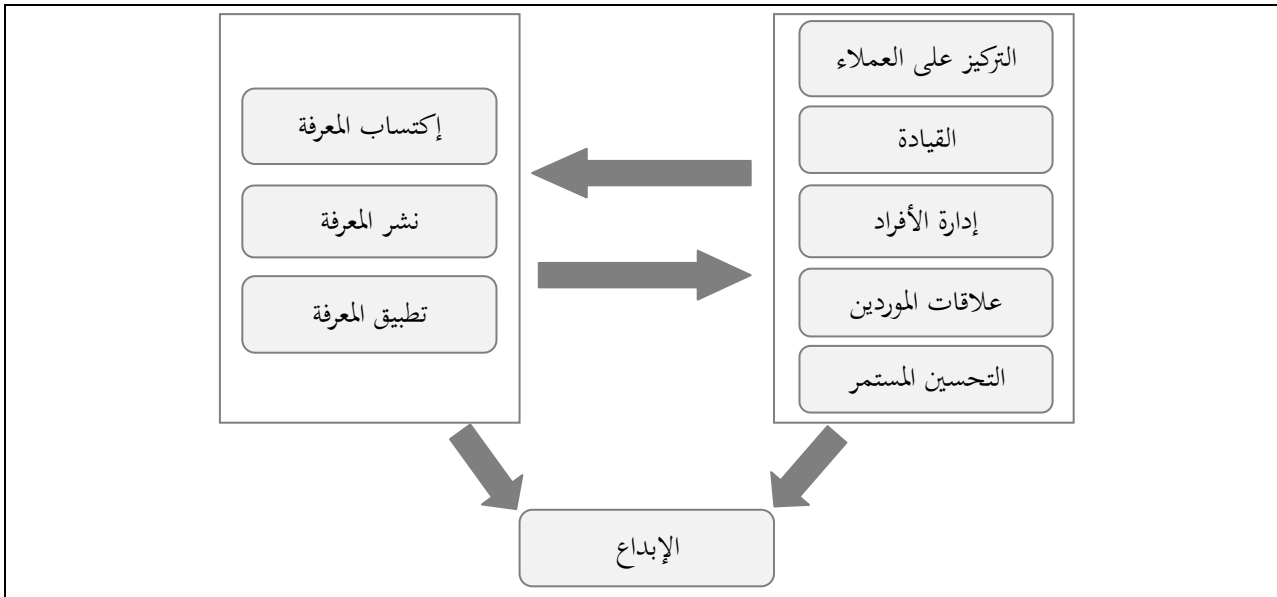 التركيز على العملاء
القيادة
إدارة الأفراد
علاقات الموردين
التحسين المستمر
إكتساب المعرفة
نشر المعرفة
تطبيق المعرفة
الإبداع